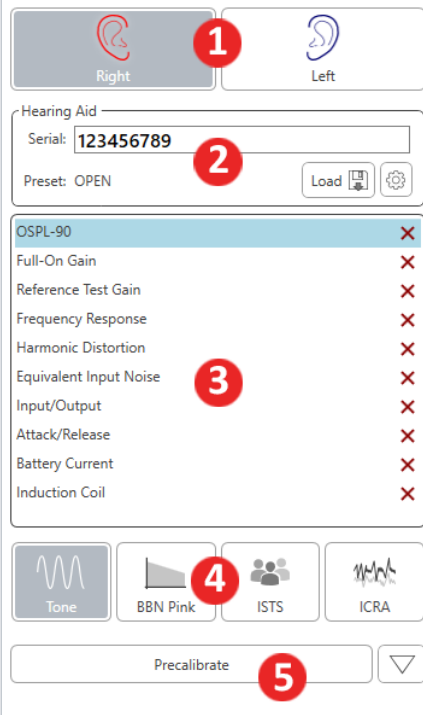 1
Right Left
Hearing Aid
Serial: 123456789
2
Preset: OPEN Load
OSPL-90
Full-On Gain
Reference Test Gain
Frequency Response
Harmonic Distortion
Equivalent Input Noise
3
Input/Output
Attack/Release
Battery Current
Induction Coil
4
Tone BBN Pink ISTS ICRA
Precalibrate
5